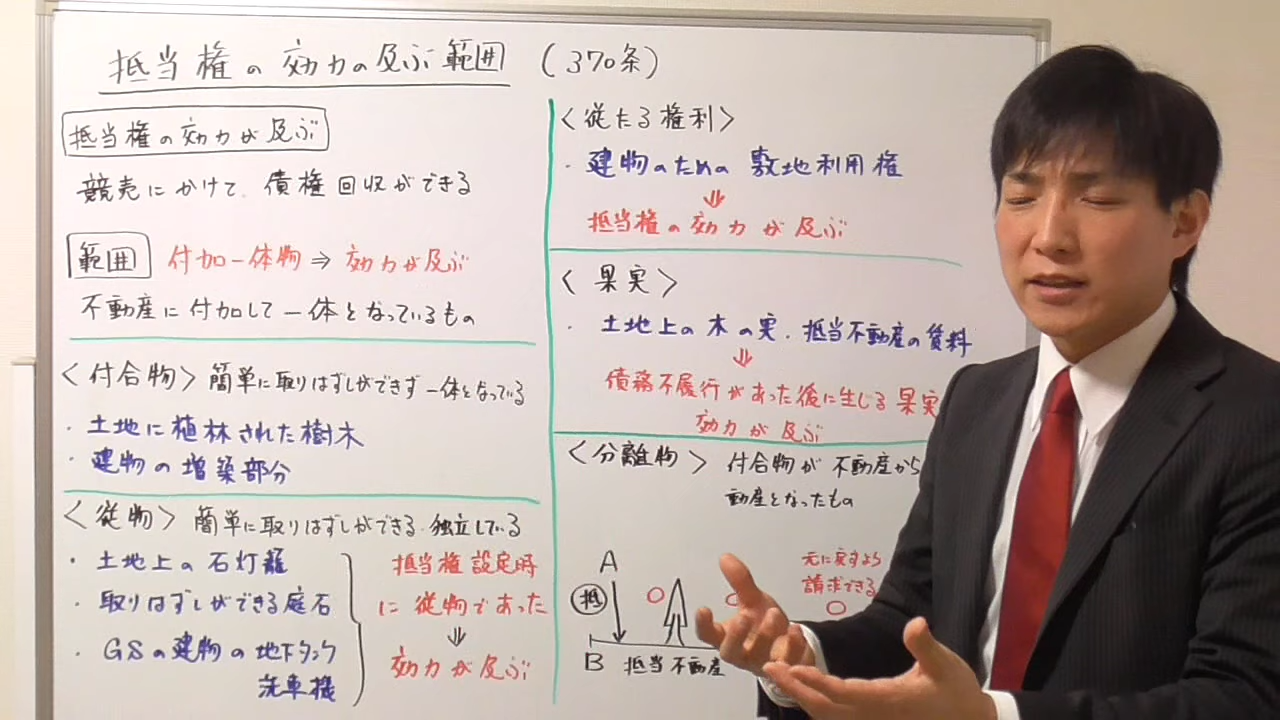 抵当権の効力の及ぶ範囲 (370条)
抵当権の効力が及ぶ
競売にかけて、債権回収ができる
範囲 付加一体物⇒効力が及ぶ
不動産に付加して一体となっているもの
<付合物> 簡単に取りはずしができず一体となっている
・土地に植林された樹木
・建物の増築部分
<従物> 簡単に取りはずしができる・独立している
・土地上の石灯籠
・取りはずしができる庭石
・GSの建物の地下タンク
洗車機
抵当権設定時
に従物であった
⇓
効力が及ぶ
<従たる権利>
・建物のための敷地利用権
⇓
抵当権の効力が及ぶ
<果実>
・土地上の木の実、抵当不動産の賃料
⇓
債務不履行があった後に生じる果実
効力が及ぶ
<分離物> 付合物が不動産から
動産となったもの
A
抵
B 抵当不動産
元に戻すよう
請求できる